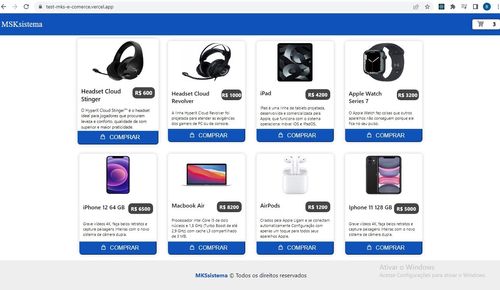 test-mks-e-comerce.vercel.app
MSKsistema
3
Headset Cloud Stinger
R$ 600
O HyperX Cloud Stinger™ é o headset
ideal para jogadores que procuram
leveza e conforto, qualidade de som
superior e maior praticidade.
COMPRAR
Headset Cloud Revolver
R$ 1000
A linha HyperX Cloud Revolver foi
projetada para atender as exigências
dos gamers de PC ou de console.
COMPRAR
iPad
R$ 4200
iPad é uma linha de tablets projetada,
desenvolvida e comercializada pela
Apple, que funciona com o sistema
operacional móvel iOS e iPadOS.
COMPRAR
Apple Watch Series 7
R$ 3200
O Apple Watch faz coisas que outros
aparelhos não conseguem porque ele
fica no seu pulso.
COMPRAR
iPhone 12 64 GB
R$ 6500
Grave vídeos 4K, faça belos retratos e
capture paisagens inteiras com o novo
sistema de câmera dupla.
COMPRAR
Macbook Air
R$ 8200
Processador Intel Core i5 de dois
núcleos e 1,6 GHz (Turbo Boost de até
2,9 GHz) com cache L3 compartilhado
de 3 MB.
COMPRAR
AirPods
R$ 1200
Criados pela Apple Ligam e se conectam
automaticamente Configuração com
apenas um toque para todos seus
aparelhos Apple.
COMPRAR
Iphone 11 128 GB
R$ 5000
Grave vídeos 4K, faça belos retratos e
capture paisagens inteiras com o novo
sistema de câmera dupla.
COMPRAR
MKSsistema © Todos os direitos reservados
Ativar o Windows
Acesse Configurações para ativar o Windows.